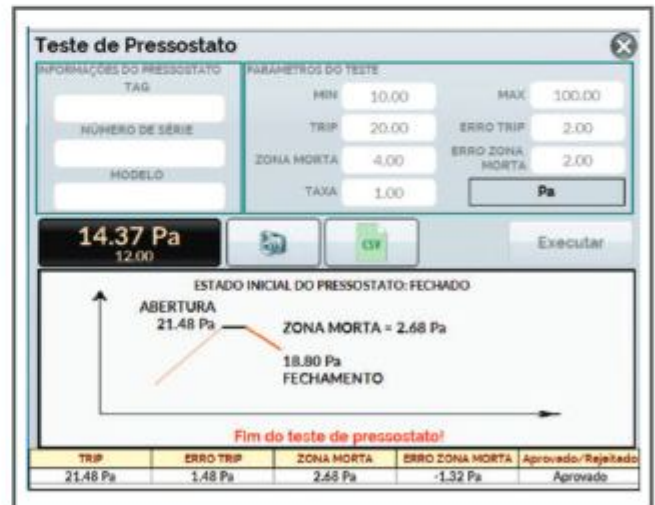 Teste de Pressostato
INFORMAÇÕES DO PRESSOSTATO
TAG
NÚMERO DE SÉRIE
MODELO
PARÂMETROS DO TESTE
MIN 10.00 MAX 100.00
TRIP 20.00 ERRO TRIP 2.00
ZONA MORTA 4.00 ERRO ZONA MORTA 2.00
TAXA 1.00 Pa
14.37 Pa
12.00
CSV
Executar
ESTADO INICIAL DO PRESSOSTATO: FECHADO
ABERTURA
21.48 Pa
ZONA MORTA = 2.68 Pa
18.80 Pa
FECHAMENTO
Fim do teste de pressostato!
TRIP ERRO TRIP ZONA MORTA ERRO ZONA MORTA Aprovado/Rejeitado
21.48 Pa 1.48 Pa 2.68 Pa -1.32 Pa Aprovado